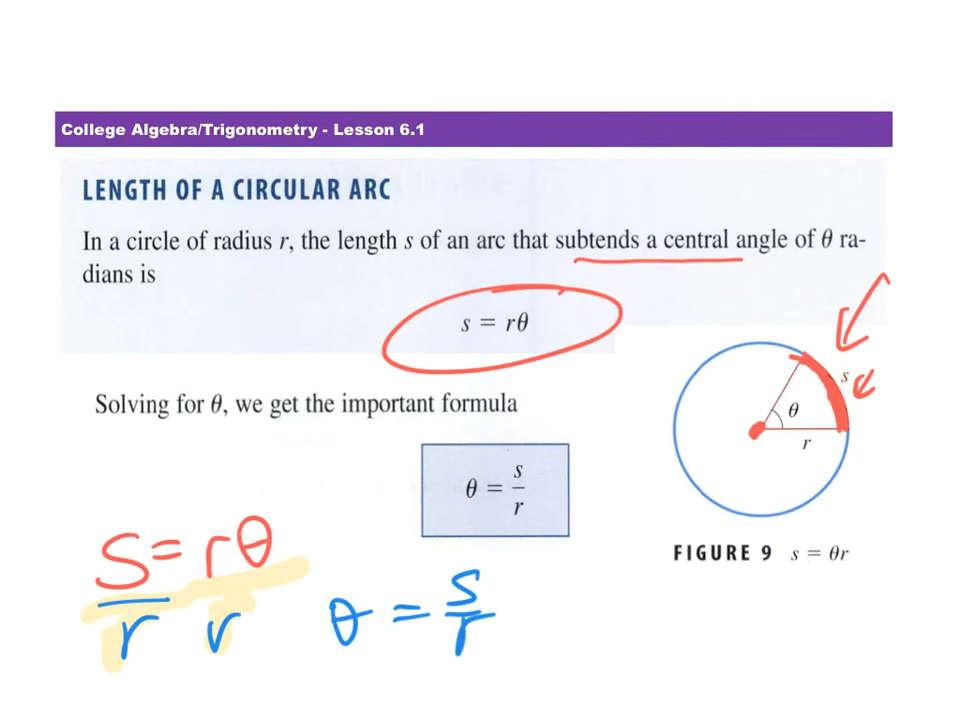 College Algebra/Trigonometry - Lesson 6.1
LENGTH OF A CIRCULAR ARC
In a circle of radius r, the length s of an arc that subtends a central angle of θ ra-
dians is
s = rθ
Solving for θ, we get the important formula
θ = s/r
s
θ
r
FIGURE 9 s = θr
S = rθ
r r
θ = s/r